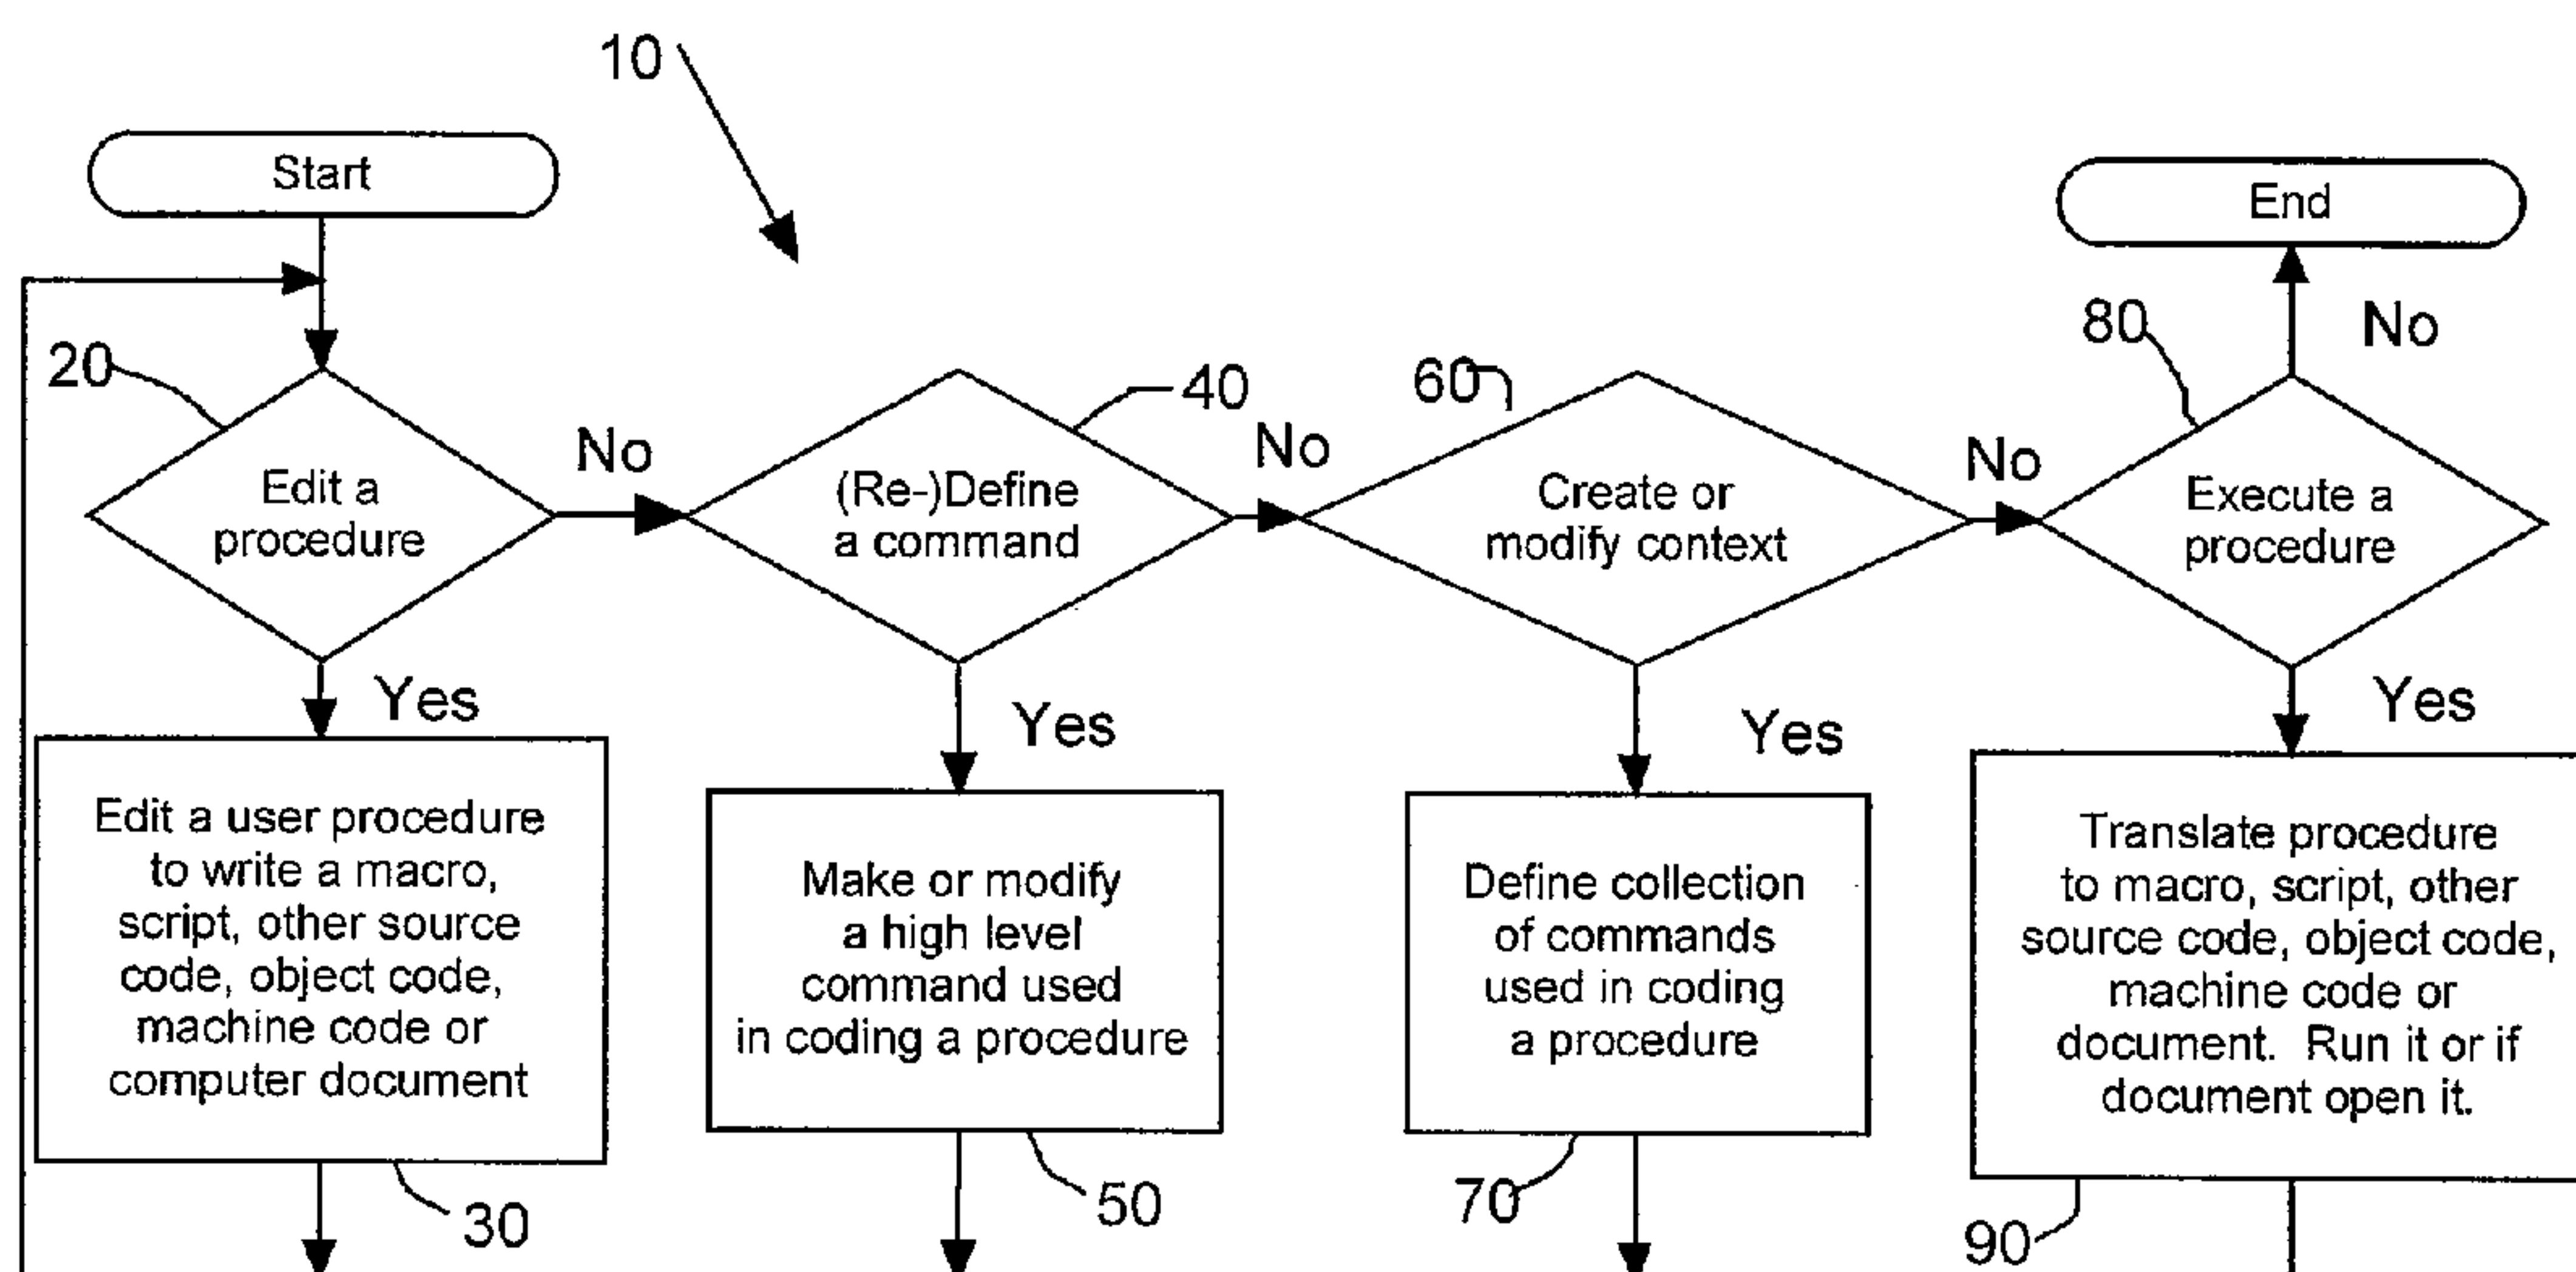 10
Start
End
20
No
40
No
60
No
80
No
Edit a
procedure
(Re-)Define
a command
Create or
modify context
Execute a
procedure
Yes
Yes
Yes
Yes
Edit a user procedure
to write a macro,
script, other source
code, object code,
machine code or
computer document
Make or modify
a high level
command used
in coding a procedure
Define collection
of commands
used in coding
a procedure
Translate procedure
to macro, script, other
source code, object code,
machine code or
document. Run it or if
document open it.
30
50
70
90